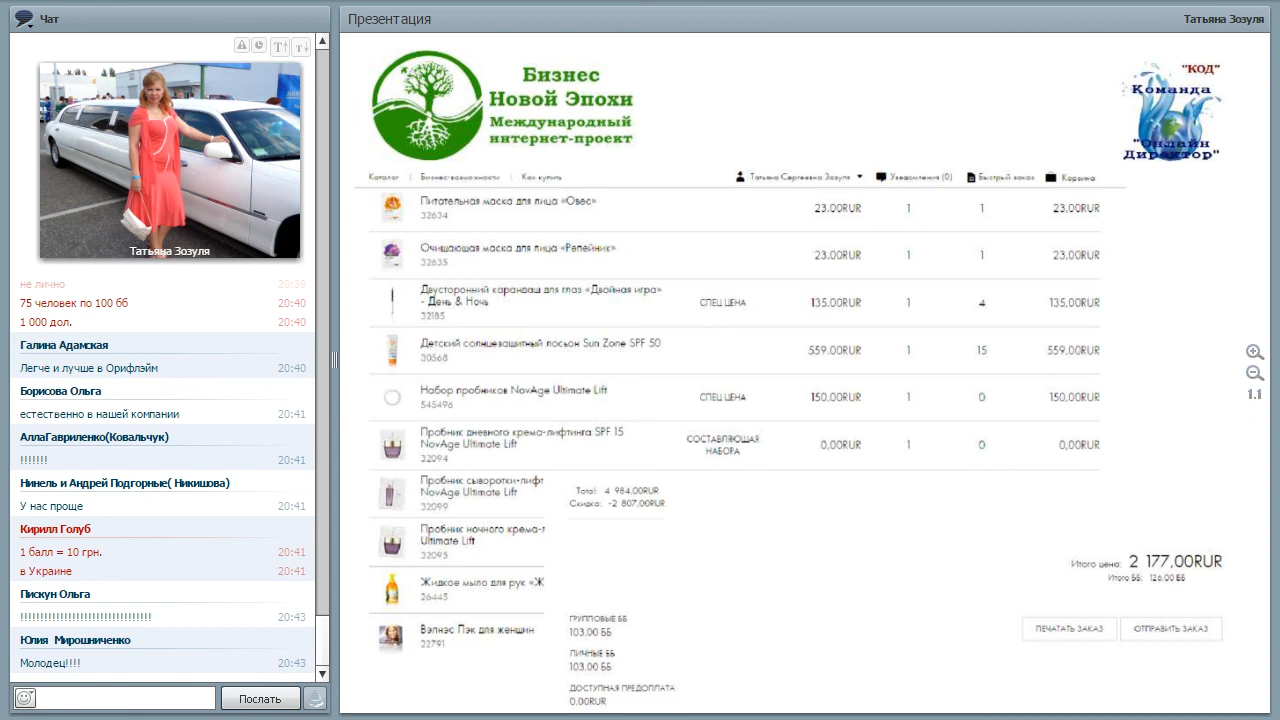 Чат
Татьяна Зозуля
не лично 20:39
75 человек по 100 бб 20:40
1 000 дол. 20:40
Галина Адамская
Легче и лучше в Орифлэйм 20:40
Борисова Ольга
естественно в нашей компании 20:41
АллаГавриленко(Ковальчук)
!!!!!!! 20:41
Нинель и Андрей Подгорные( Никишова)
У нас проще 20:41
Кирилл Голуб
1 балл = 10 грн. 20:41
в Украине 20:41
Пискун Ольга
!!!!!!!!!!!!!!!!!!!!!!!!!!!!!!!!! 20:43
Юлия Мирошниченко
Молодец!!!! 20:43
Послать
Презентация
Татьяна Зозуля
Бизнес
Новой Эпохи
Международный
интернет-проект
"КОД"
Команда
"Онлайн
Директор"
Каталог | Бизнес-возможности | Как купить
Татьяна Сергеевна Зозуля Уведомления (0) Быстрый заказ Корзина
Питательная маска для лица «Овес»
32634
23,00RUR 1 1 23,00RUR
Очищающая маска для лица «Репейник»
32635
23,00RUR 1 1 23,00RUR
Двусторонний карандаш для глаз «Двойная игра»
- День & Ночь
32185
СПЕЦ ЦЕНА 135,00RUR 1 4 135,00RUR
Детский солнцезащитный лосьон Sun Zone SPF 50
30568
559,00RUR 1 15 559,00RUR
Набор пробников NovAge Ultimate Lift
545496
СПЕЦ ЦЕНА 150,00RUR 1 0 150,00RUR
Пробник дневного крема-лифтинга SPF 15
NovAge Ultimate Lift
32094
СОСТАВЛЯЮЩАЯ
НАБОРА
0,00RUR 1 0 0,00RUR
Пробник сыворотки-лифт
NovAge Ultimate Lift
32099
Total: 4 984,00RUR
Скидка: -2 807,00RUR
Пробник ночного крема-л
Ultimate Lift
32095
Итого цена: 2 177,00RUR
Итого ББ: 126,00 ББ
Жидкое мыло для рук «Ж
26445
Вэлнэс Пэк для женщин
22791
ГРУППОВЫЕ ББ
103,00 ББ
ЛИЧНЫЕ ББ
103,00 ББ
ДОСТУПНАЯ ПРЕДОПЛАТА
0,00RUR
ПЕЧАТАТЬ ЗАКАЗ
ОТПРАВИТЬ ЗАКАЗ
1.1